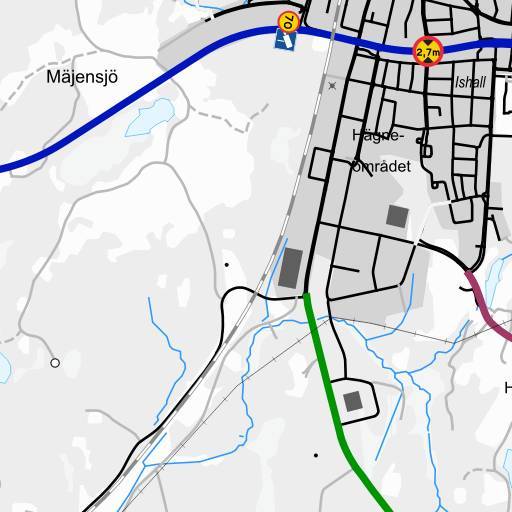 70
2,7m
Mäjensjö
Ishall
Hägne-
området
H